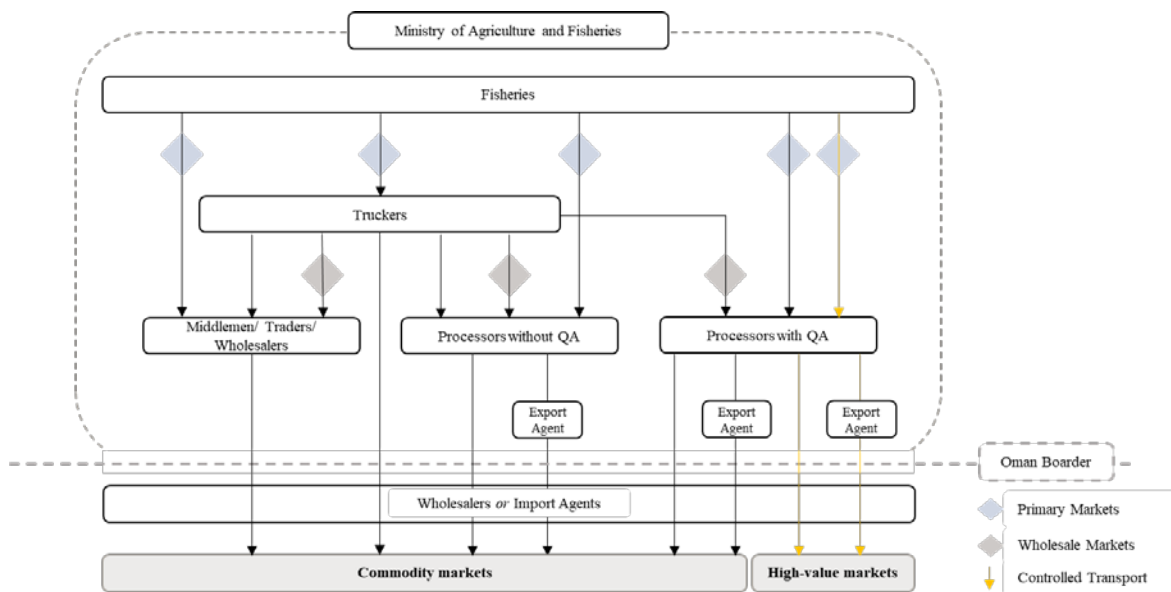 Ministry of Agriculture and Fisheries
Fisheries
Truckers
Middlemen/ Traders/
Wholesalers
Processors without QA
Processors with QA
Export
Agent
Export
Agent
Export
Agent
Oman Boarder
Wholesalers or Import Agents
Primary Markets
Wholesale Markets
Commodity markets
High-value markets
Controlled Transport